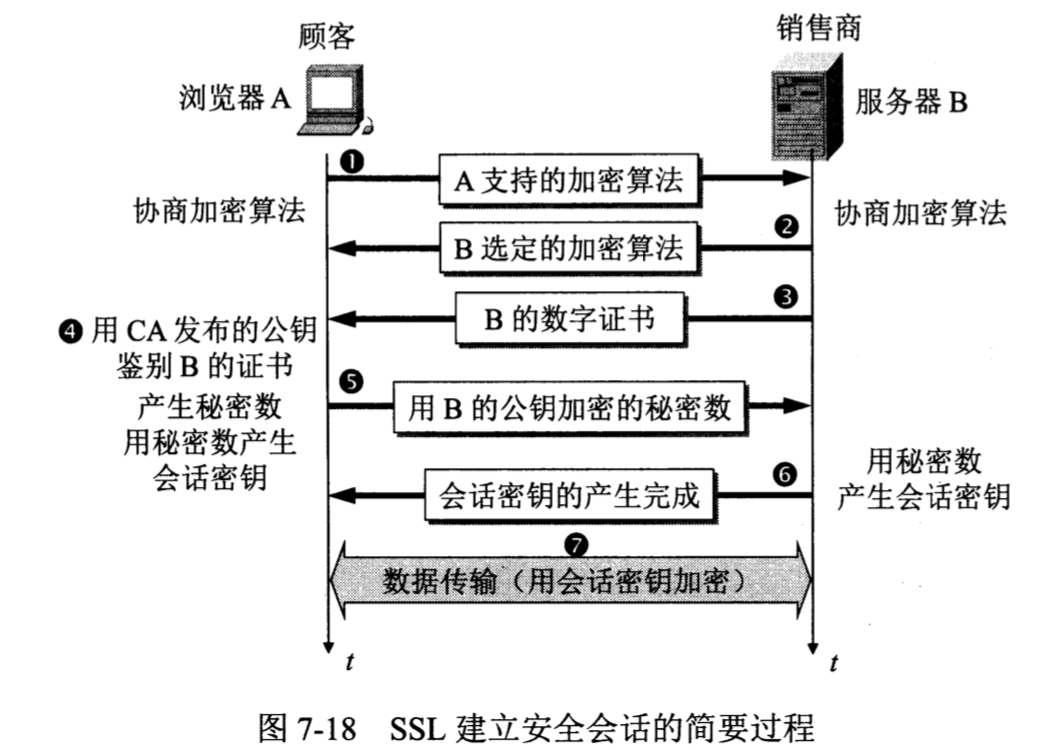 顾客
销售商
浏览器 A
服务器 B
❶
A 支持的加密算法
协商加密算法
协商加密算法
❷
B 选定的加密算法
❸
B 的数字证书
❹ 用 CA 发布的公钥
鉴别 B 的证书
❺
产生秘密数
用 B 的公钥加密的秘密数
用秘密数产生
会话密钥
❻
会话密钥的产生完成
用秘密数
产生会话密钥
❼
数据传输（用会话密钥加密）
t
t
图 7-18 SSL 建立安全会话的简要过程